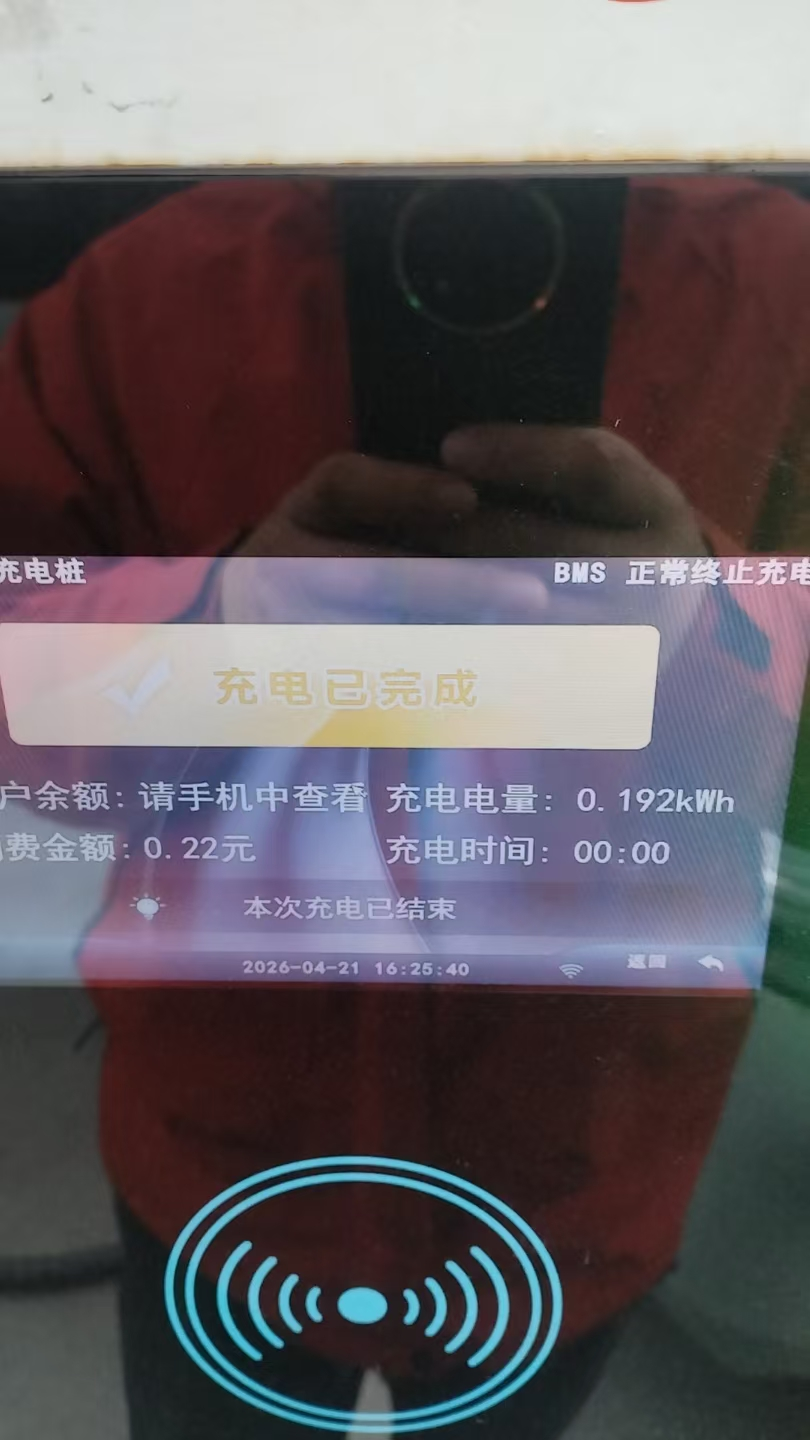 充电桩
BMS 正常终止充电
充电已完成
户余额: 请手机中查看 充电电量: 0.192kWh
费金额: 0.22元 充电时间: 00:00
本次充电已结束
2026-04-21 16:25:40 返回